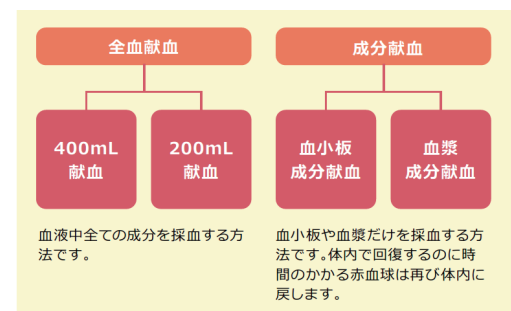 全血献血
成分献血
400mL
献血
200mL
献血
血小板
成分献血
血漿
成分献血
血液中全ての成分を採血する方
法です。
血小板や血漿だけを採血する方
法です。体内で回復するのに時
間のかかる赤血球は再び体内に
戻します。